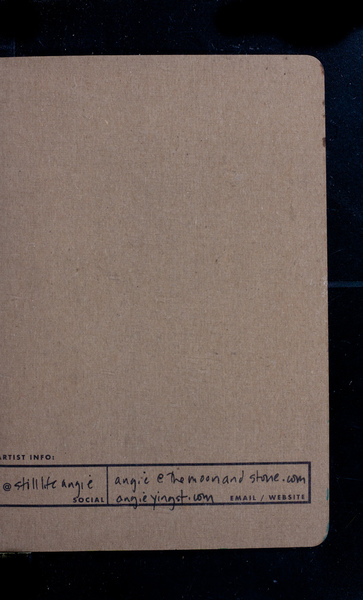 ARTIST INFO:
@stilllifeangie
SOCIAL
angie@themoonandstone.com
angieyingst.com
EMAIL / WEBSITE